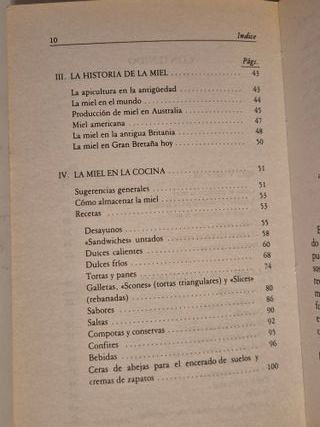 10 Indice
Págs.
III. LA HISTORIA DE LA MIEL 43
La apicultura en la antigüedad 43
La miel en el mundo 44
Producción de miel en Australia 45
Miel americana 47
La miel en la antigua Britania 48
La miel en Gran Bretaña hoy 50
IV. LA MIEL EN LA COCINA 51
Sugerencias generales 51
Cómo almacenar la miel 53
Recetas 53
Desayunos 55
«Sandwiches» untados 58
Dulces calientes 60
Dulces fríos 68
Tortas y panes 74
Galletas, «Scones» (tortas triangulares) y «Slices»
(rebanadas) 80
Sabores 86
Salsas 90
Compotas y conservas 92
Confites 95
Bebidas 96
Ceras de abejas para el encerado de suelos y
cremas de zapatos 100